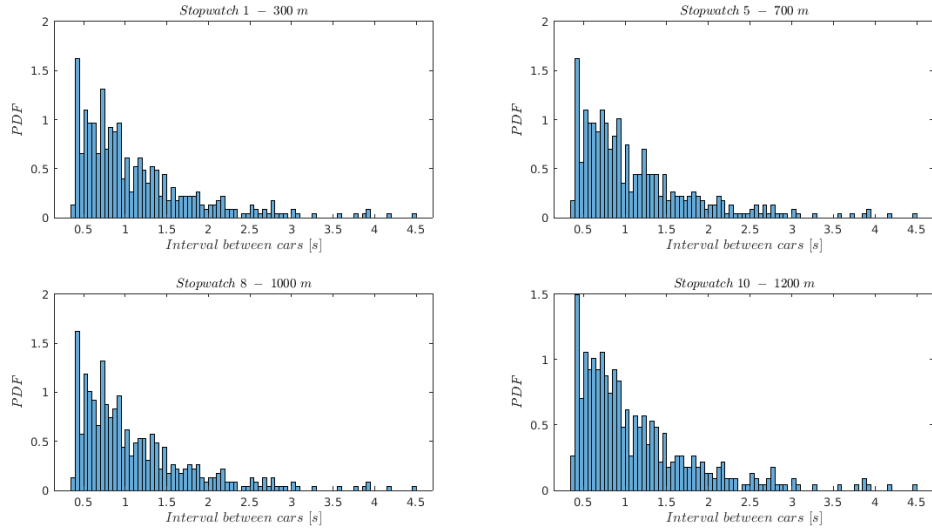 Stopwatch 1 − 300 m
2
1.5
1
0.5
0
PDF
0.5 1 1.5 2 2.5 3 3.5 4 4.5
Interval between cars [s]
Stopwatch 5 − 700 m
2
1.5
1
0.5
0
PDF
0.5 1 1.5 2 2.5 3 3.5 4 4.5
Interval between cars [s]
Stopwatch 8 − 1000 m
2
1.5
1
0.5
0
PDF
0.5 1 1.5 2 2.5 3 3.5 4 4.5
Interval between cars [s]
Stopwatch 10 − 1200 m
1.5
1
0.5
0
PDF
0.5 1 1.5 2 2.5 3 3.5 4 4.5
Interval between cars [s]